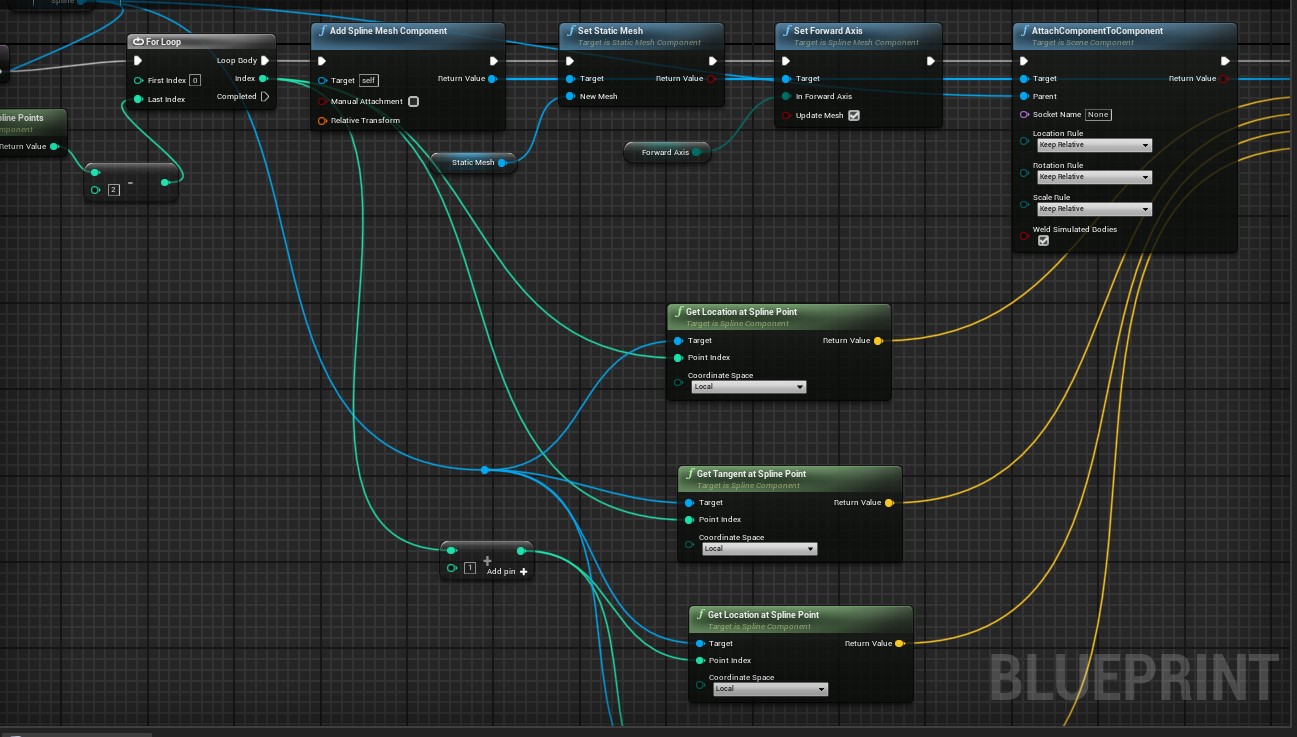 Spline
For Loop
Loop Body
First Index 0
Index
Last Index
Completed
pline Points
mponent
Return Value
2 -
f Add Spline Mesh Component
Target self
Return Value
Manual Attachment
Relative Transform
f Set Static Mesh
Target is Static Mesh Component
Target
Return Value
New Mesh
Static Mesh
f Set Forward Axis
Target is Spline Mesh Component
Target
In Forward Axis
Update Mesh
Forward Axis
f AttachComponentToComponent
Target is Scene Component
Target
Return Value
Parent
Socket Name None
Location Rule
Keep Relative
Rotation Rule
Keep Relative
Scale Rule
Keep Relative
Weld Simulated Bodies
f Get Location at Spline Point
Target is Spline Component
Target
Return Value
Point Index
Coordinate Space
Local
f Get Tangent at Spline Point
Target is Spline Component
Target
Return Value
Point Index
Coordinate Space
Local
1 +
Add pin +
f Get Location at Spline Point
Target is Spline Component
Target
Return Value
Point Index
Coordinate Space
Local
BLUEPRINT